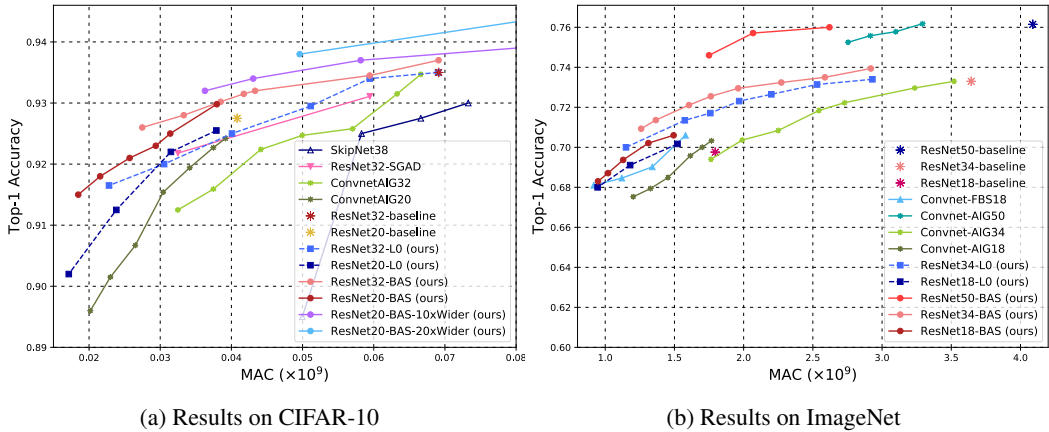 0.94
0.93
0.92
0.91
0.90
0.89
Top-1 Accuracy
0.02
0.03
0.04
0.05
0.06
0.07
0.08
MAC (×10⁹)
SkipNet38
ResNet32-SGAD
ConvnetAIG32
ConvnetAIG20
ResNet32-baseline
ResNet20-baseline
ResNet32-L0 (ours)
ResNet20-L0 (ours)
ResNet32-BAS (ours)
ResNet20-BAS (ours)
ResNet20-BAS-10xWider (ours)
ResNet20-BAS-20xWider (ours)
(a) Results on CIFAR-10
0.76
0.74
0.72
0.70
0.68
0.66
0.64
0.62
0.60
Top-1 Accuracy
1.0
1.5
2.0
2.5
3.0
3.5
4.0
MAC (×10⁹)
ResNet50-baseline
ResNet34-baseline
ResNet18-baseline
Convnet-FBS18
Convnet-AIG50
Convnet-AIG34
Convnet-AIG18
ResNet34-L0 (ours)
ResNet18-L0 (ours)
ResNet50-BAS (ours)
ResNet34-BAS (ours)
ResNet18-BAS (ours)
(b) Results on ImageNet